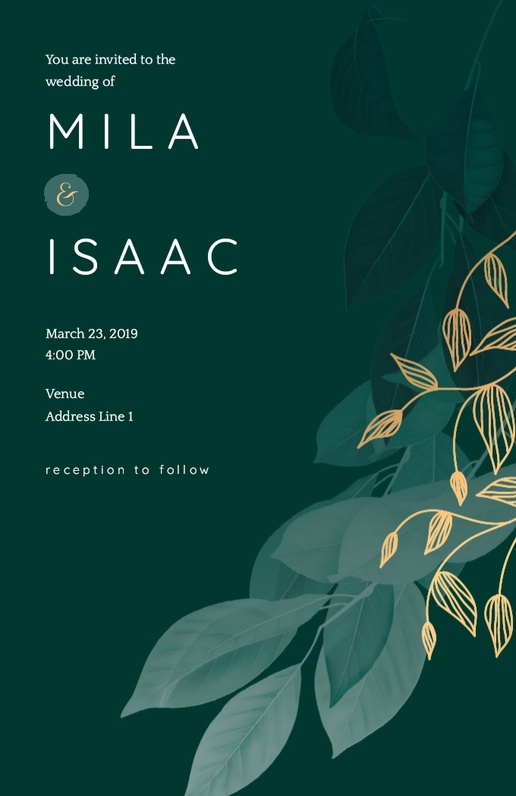 You are invited to the
wedding of
MILA
&
ISAAC
March 23, 2019
4:00 PM
Venue
Address Line 1
reception to follow